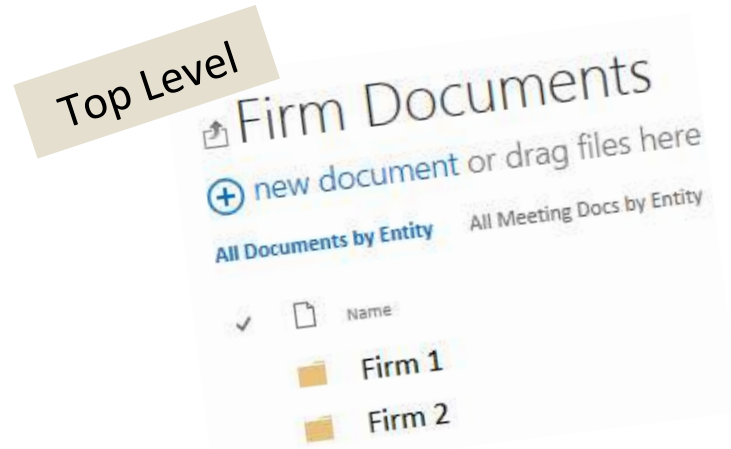 Top Level
Firm Documents
new document or drag files here
All Documents by Entity All Meeting Docs by Entity
Name
Firm 1
Firm 2